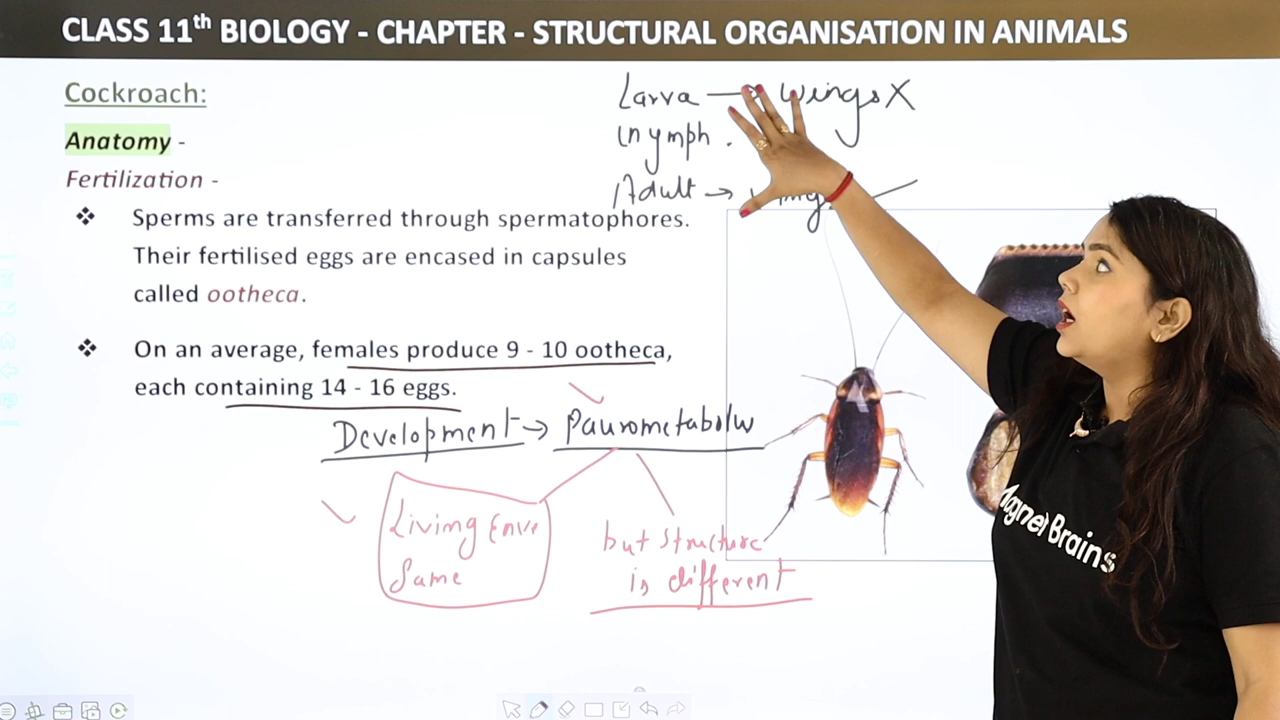 CLASS 11th BIOLOGY - CHAPTER - STRUCTURAL ORGANISATION IN ANIMALS
Cockroach:
Anatomy -
Fertilization -
❖ Sperms are transferred through spermatophores.
Their fertilised eggs are encased in capsules
called ootheca.
❖ On an average, females produce 9 - 10 ootheca,
each containing 14 - 16 eggs.
Larva → Wings X
(nymph.
Adult →
Development → Paurometabolu
Living Enve
Same
but structure
is different
Magnet Brains